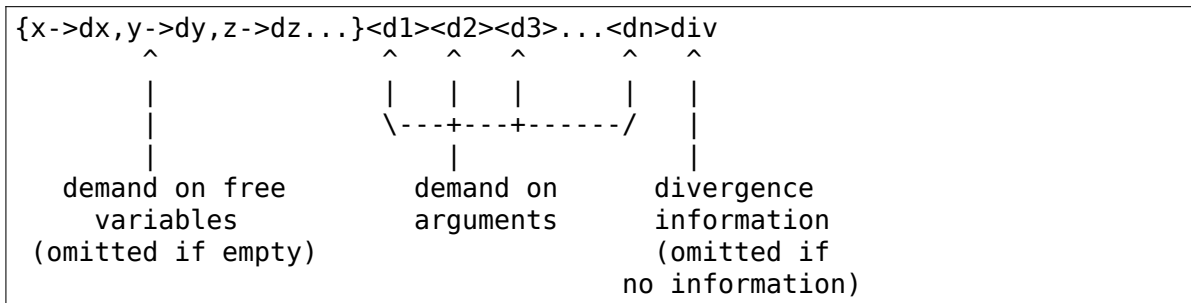 {x->dx,y->dy,z->dz...}<d1><d2><d3>...<dn>div
        ^              ^   ^   ^      ^   ^
        |              |   |   |      |   |
        |              \---+---+------/   |
        |                  |              |
   demand on free        demand on      divergence
     variables           arguments      information
 (omitted if empty)                     (omitted if
                                      no information)